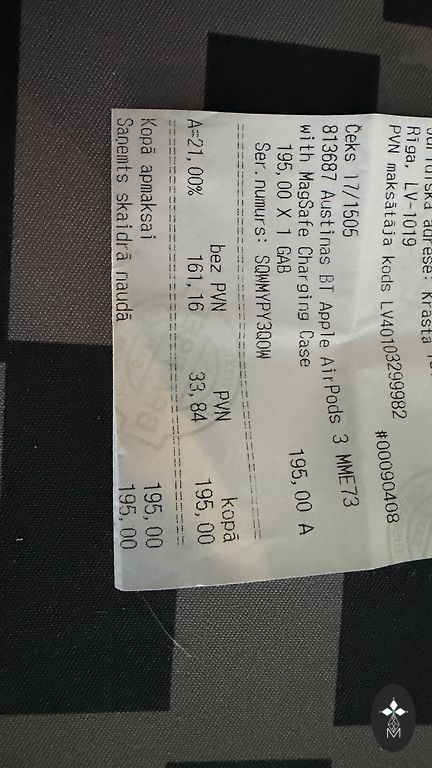 adrese: Krasta
Rīga, LV-1019
PVN maksātāja kods LV40103299982
Čeks 17/1505 #00090408
813687 Austiņas BT Apple AirPods 3 MME73
with MagSafe Charging Case
195,00 X 1 GAB 195,00 A
Ser.numurs: SQWMYPY3QQW
bez PVN PVN kopā
A=21,00% 161,16 33,84 195,00
Kopā apmaksai 195,00
Saņemts skaidrā naudā 195,00